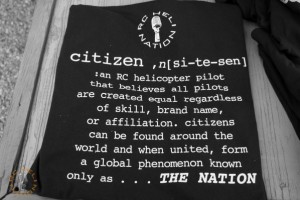 RC HELI
NATION
citizen ,n[si-te-sen]
:an RC helicopter pilot
that believes all pilots
are created equal regardless
of skill, brand name,
or affiliation. citizens
can be found around the
world and when united, form
a global phenomenon known
only as . . . THE NATION